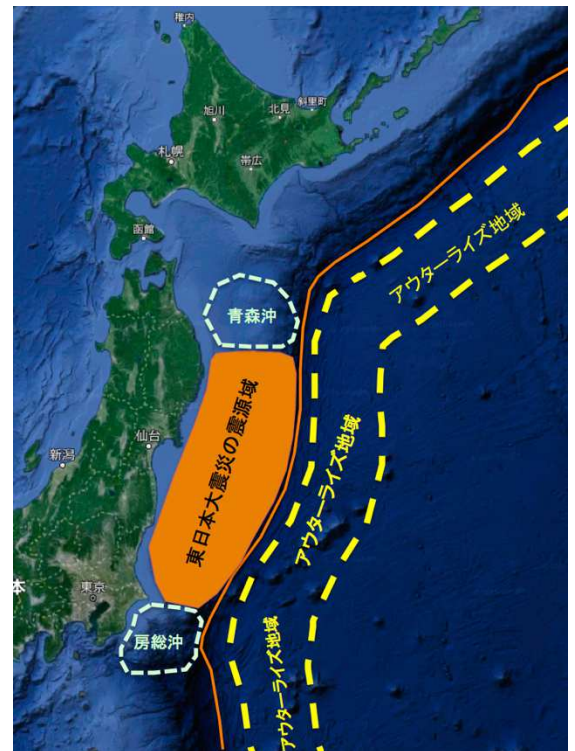 稚内
旭川
北見
斜里町
札幌
帯広
函館
アウターライズ地域
青森沖
東日本大震災の震源域
仙台
アウターライズ地域
新潟
本
東京
房総沖
アウターライズ地域